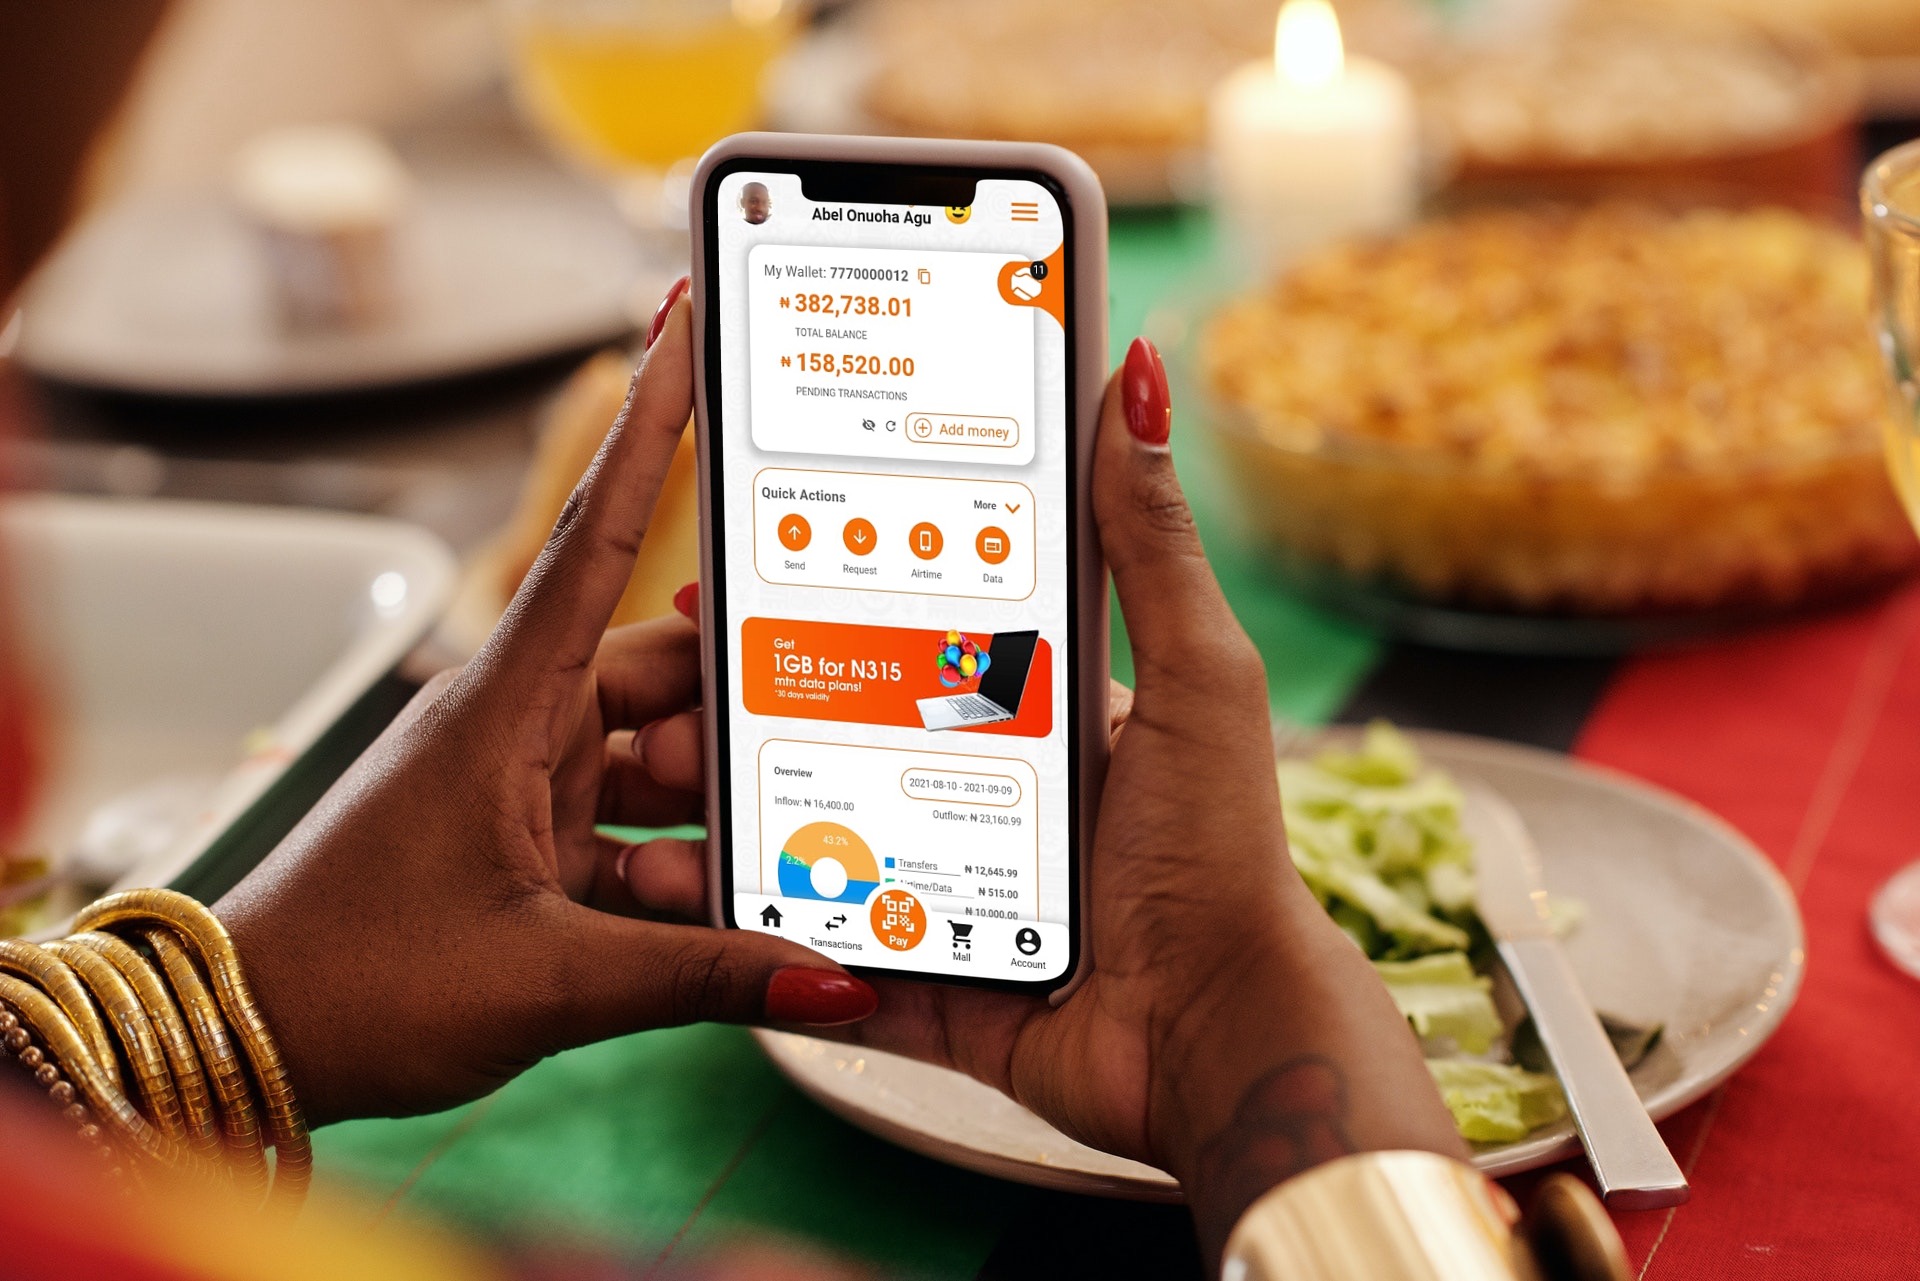 Abel Onuoha Agu
My Wallet: 7770000012
11
₦ 382,738.01
TOTAL BALANCE
₦ 158,520.00
PENDING TRANSACTIONS
Add money
Quick Actions
More
Send
Request
Airtime
Data
Get
1GB for N315
mtn data plans!
*30 days validity
Overview
2021-08-10 - 2021-09-09
Inflow: ₦ 16,400.00
Outflow: ₦ 23,160.99
43.2%
2.2%
Transfers ₦ 12,645.99
₦ 515.00
₦ 10,000.00
Transactions
Pay
Mall
Account